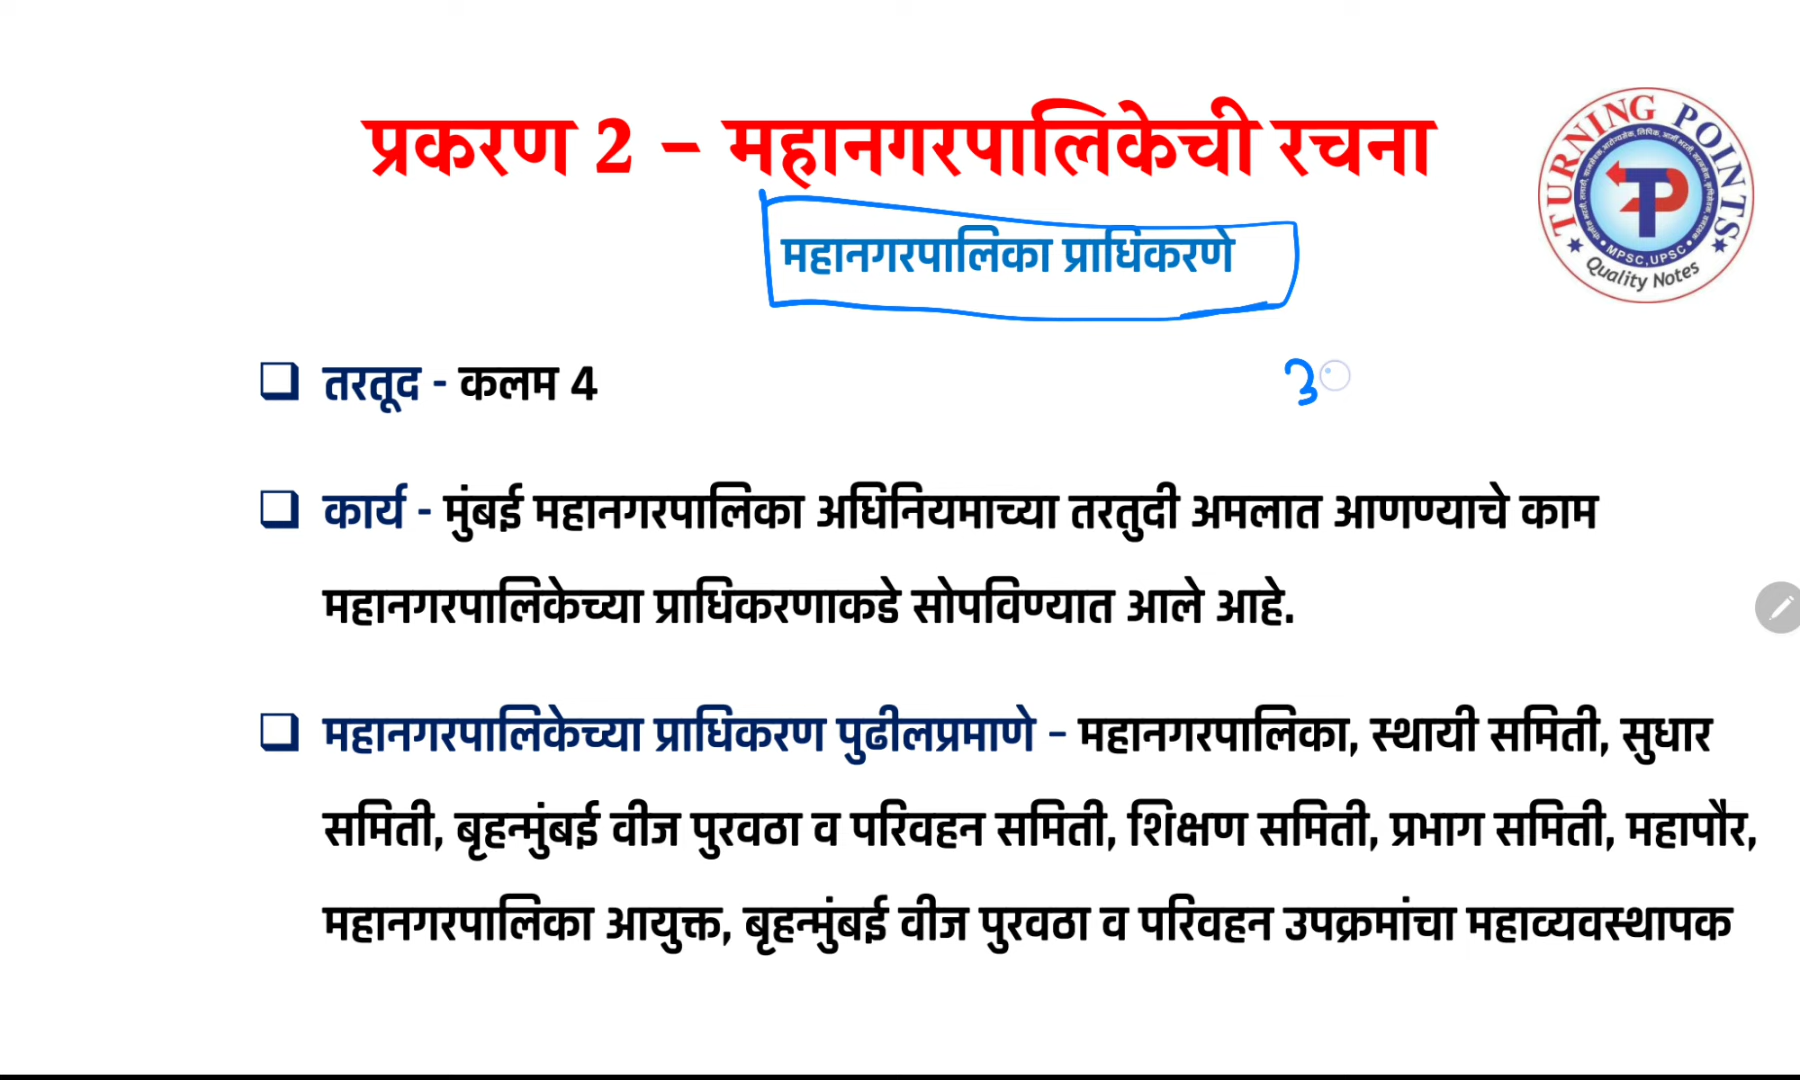 प्रकरण 2 – महानगरपालिकेची रचना
TURNING POINTS
MPSC,UPSC
Quality Notes
महानगरपालिका प्राधिकरणे
तरतूद - कलम 4
कार्य - मुंबई महानगरपालिका अधिनियमाच्या तरतुदी अमलात आणण्याचे काम
महानगरपालिकेच्या प्राधिकरणाकडे सोपविण्यात आले आहे.
महानगरपालिकेच्या प्राधिकरण पुढीलप्रमाणे – महानगरपालिका, स्थायी समिती, सुधार
समिती, बृहन्मुंबई वीज पुरवठा व परिवहन समिती, शिक्षण समिती, प्रभाग समिती, महापौर,
महानगरपालिका आयुक्त, बृहन्मुंबई वीज पुरवठा व परिवहन उपक्रमांचा महाव्यवस्थापक